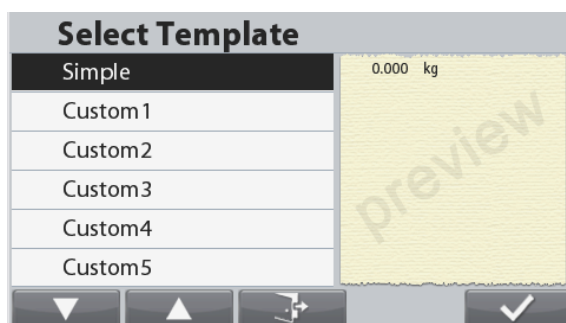 Select Template
Simple
0.000 kg
Custom1
Custom2
Custom3
Custom4
Custom5
preview